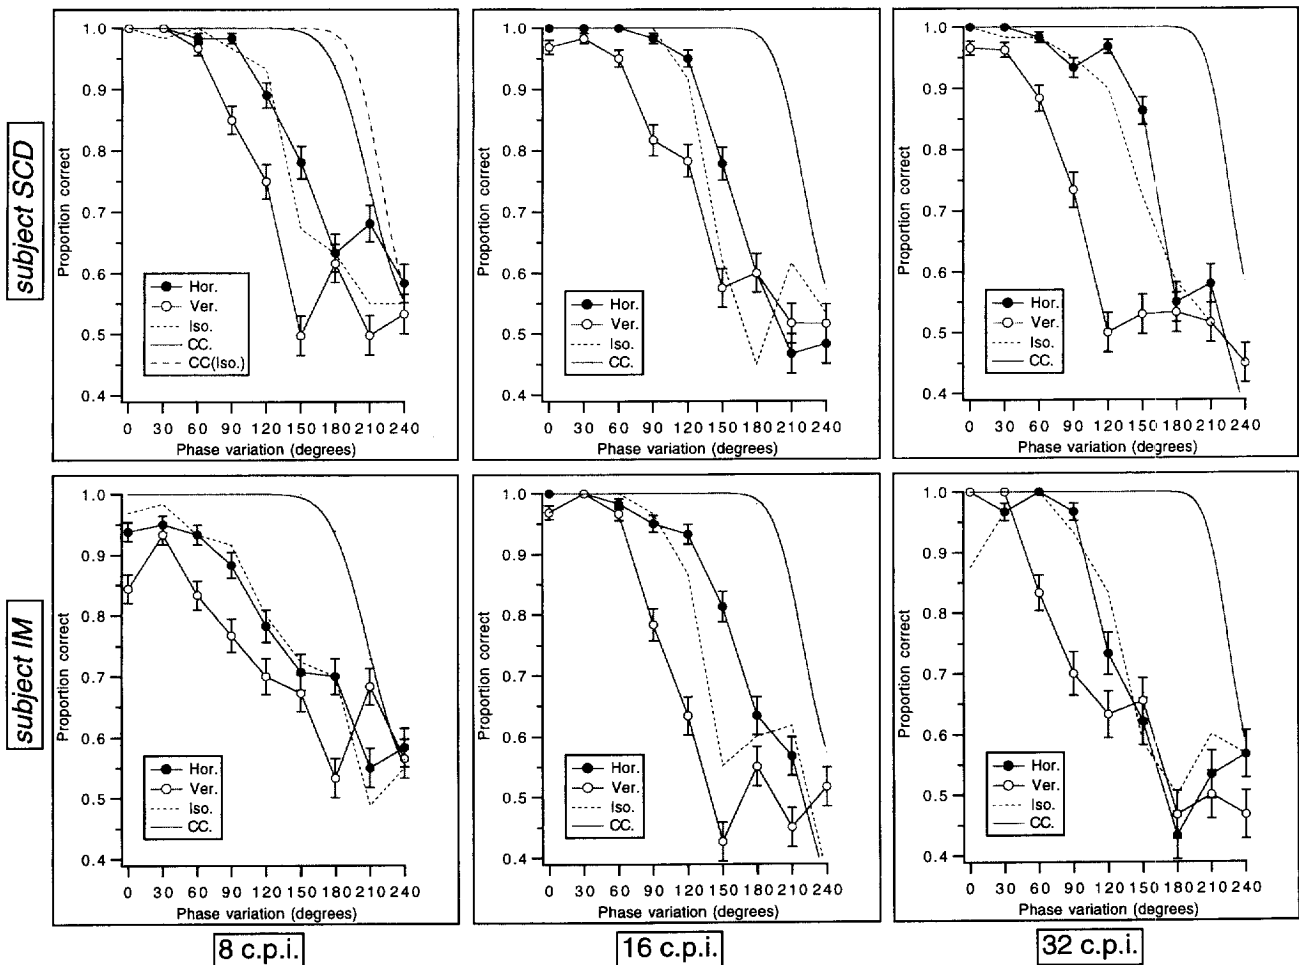 subject SCD
Proportion correct
1.0
0.9
0.8
0.7
0.6
0.5
0.4
Hor.
Ver.
Iso.
CC.
CC(Iso.)
0 30 60 90 120 150 180 210 240
Phase variation (degrees)
Proportion correct
1.0
0.9
0.8
0.7
0.6
0.5
0.4
Hor.
Ver.
Iso.
CC.
0 30 60 90 120 150 180 210 240
Phase variation (degrees)
Proportion correct
1.0
0.9
0.8
0.7
0.6
0.5
0.4
Hor.
Ver.
Iso.
CC.
0 30 60 90 120 150 180 210 240
Phase variation (degrees)
subject IM
Proportion correct
1.0
0.9
0.8
0.7
0.6
0.5
0.4
Hor.
Ver.
Iso.
CC.
0 30 60 90 120 150 180 210 240
Phase variation (degrees)
Proportion correct
1.0
0.9
0.8
0.7
0.6
0.5
0.4
Hor.
Ver.
Iso.
CC.
0 30 60 90 120 150 180 210 240
Phase variation (degrees)
Proportion correct
1.0
0.9
0.8
0.7
0.6
0.5
0.4
Hor.
Ver.
Iso.
CC.
0 30 60 90 120 150 180 210 240
Phase variation (degrees)
8 c.p.i.
16 c.p.i.
32 c.p.i.